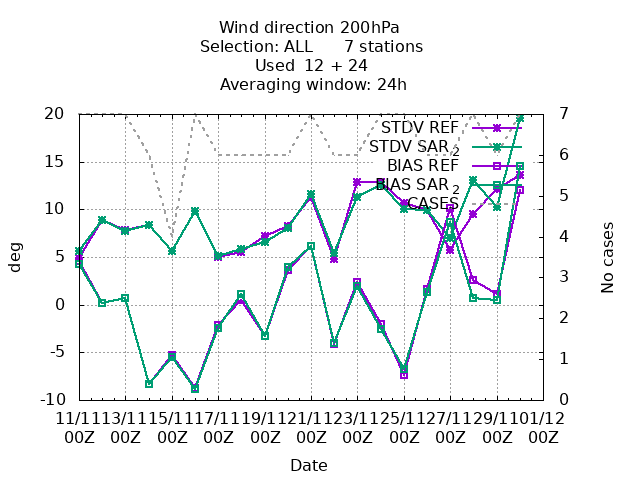 Wind direction 200hPa
Selection: ALL 7 stations
Used 12 + 24
Averaging window: 24h
20
15
10
5
0
-5
-10
deg
7
6
5
4
3
2
1
0
No cases
STDV REF
STDV SAR_2
BIAS REF
BIAS SAR_2
CASES
11/11 13/11 15/11 17/11 19/11 21/11 23/11 25/11 27/11 29/11 01/12
00Z 00Z 00Z 00Z 00Z 00Z 00Z 00Z 00Z 00Z 00Z
Date